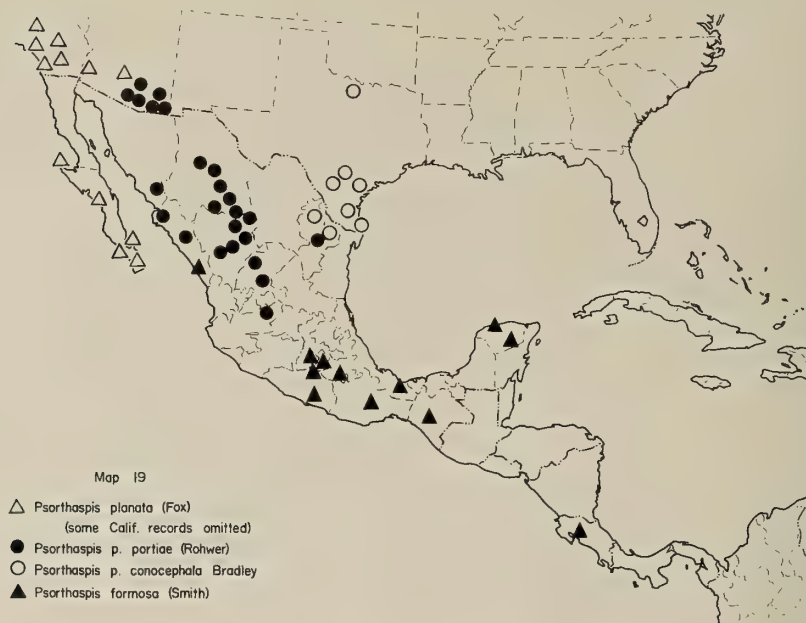 Map 19
Psorthaspis planata (Fox)
(some Calif. records omitted)
Psorthaspis p. portiae (Rohwer)
Psorthaspis p. conocephala Bradley
Psorthaspis formosa (Smith)